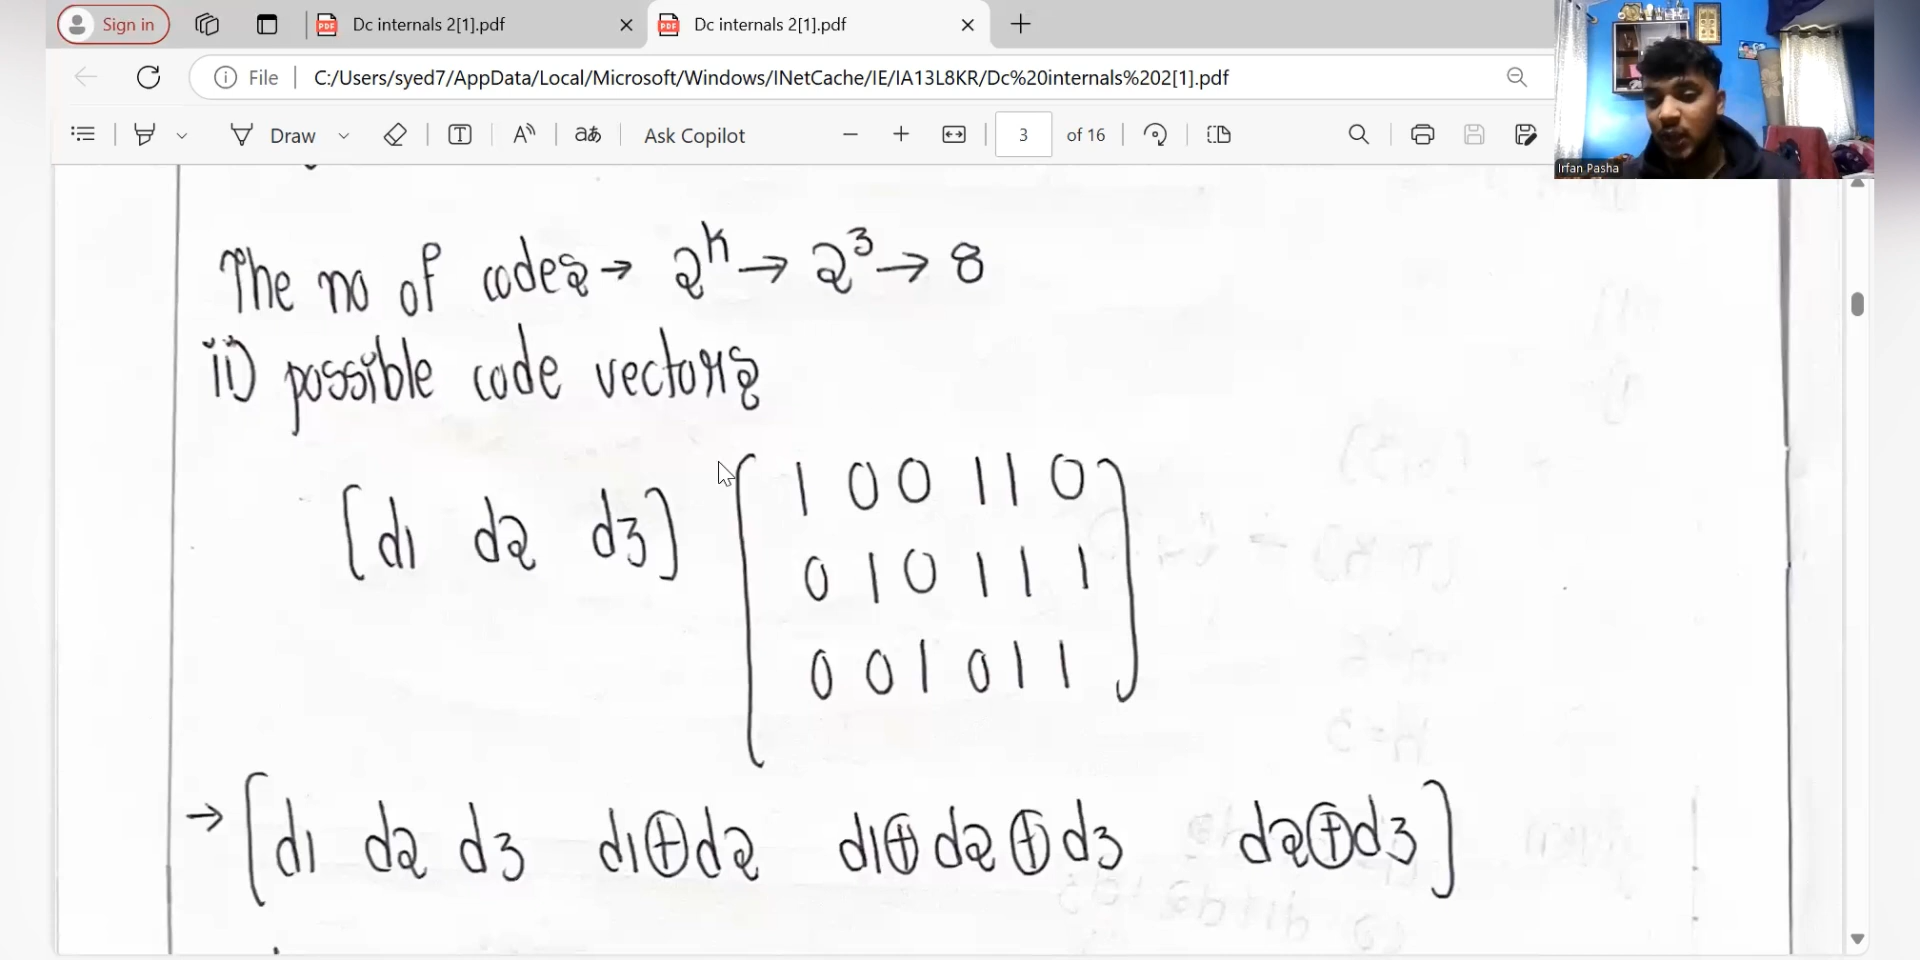 Sign in
Dc internals 2[1].pdf
Dc internals 2[1].pdf
File
C:/Users/syed7/AppData/Local/Microsoft/Windows/INetCache/IE/IA13L8KR/Dc%20internals%202[1].pdf
Draw
Ask Copilot
3 of 16
Irfan Pasha
The no of codes → 2^k → 2^3 → 8
ii) possible code vectors
[d1 d2 d3] [1 0 0 1 1 0
0 1 0 1 1 1
0 0 1 0 1 1]
→ [d1 d2 d3 d1⊕d2 d1⊕d2⊕d3 d2⊕d3]